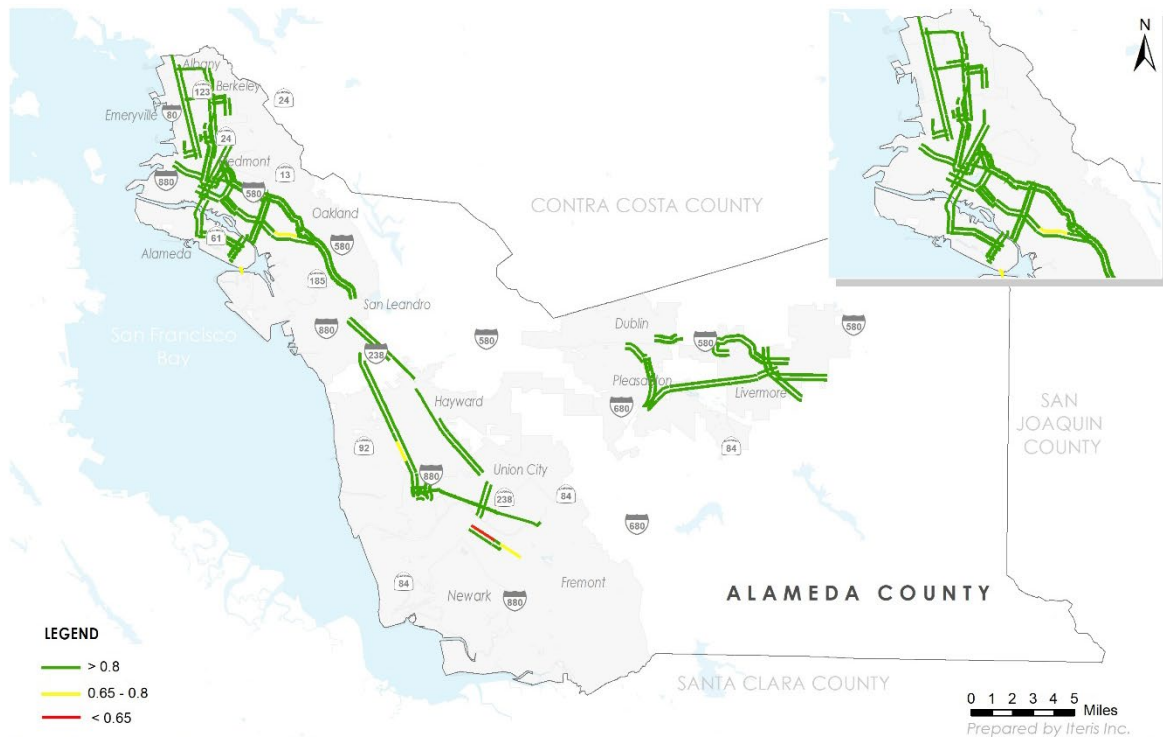 N
Albany
123
Berkeley
24
Emeryville
80
24
Piedmont
880
13
580
Oakland
CONTRA COSTA COUNTY
61
580
Alameda
185
San Leandro
San Francisco
Bay
880
238
580
Dublin
580
580
Pleasanton
Livermore
Hayward
680
SAN
JOAQUIN
COUNTY
92
84
880
Union City
238
84
680
84
Newark
880
Fremont
ALAMEDA COUNTY
LEGEND
> 0.8
0.65 - 0.8
< 0.65
SANTA CLARA COUNTY
0 1 2 3 4 5
Miles
Prepared by Iteris Inc.